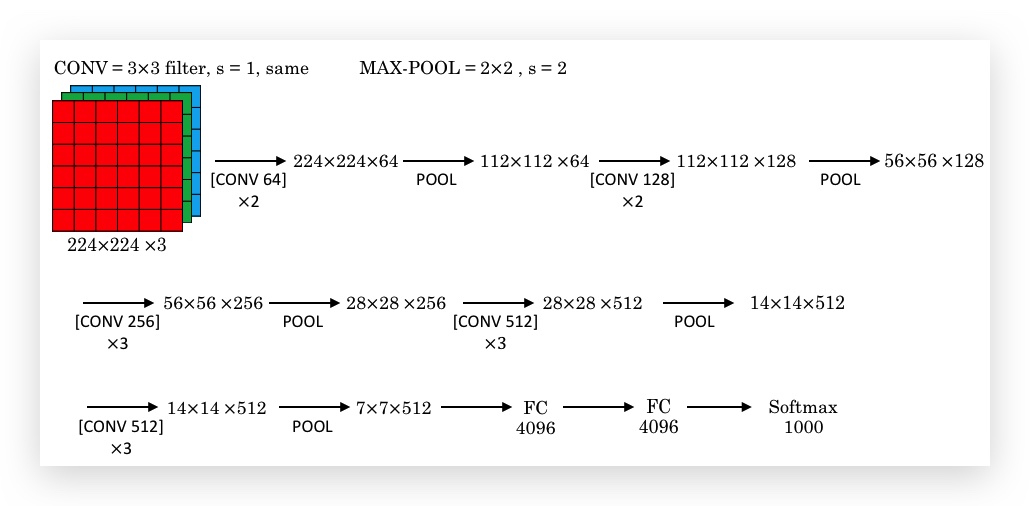 CONV = 3×3 filter, s = 1, same
MAX-POOL = 2×2 , s = 2
224×224 ×3
[CONV 64]
×2
224×224×64
POOL
112×112 ×64
[CONV 128]
×2
112×112 ×128
POOL
56×56 ×128
[CONV 256]
×3
56×56 ×256
POOL
28×28 ×256
[CONV 512]
×3
28×28 ×512
POOL
14×14×512
[CONV 512]
×3
14×14 ×512
POOL
7×7×512
FC
4096
FC
4096
Softmax
1000